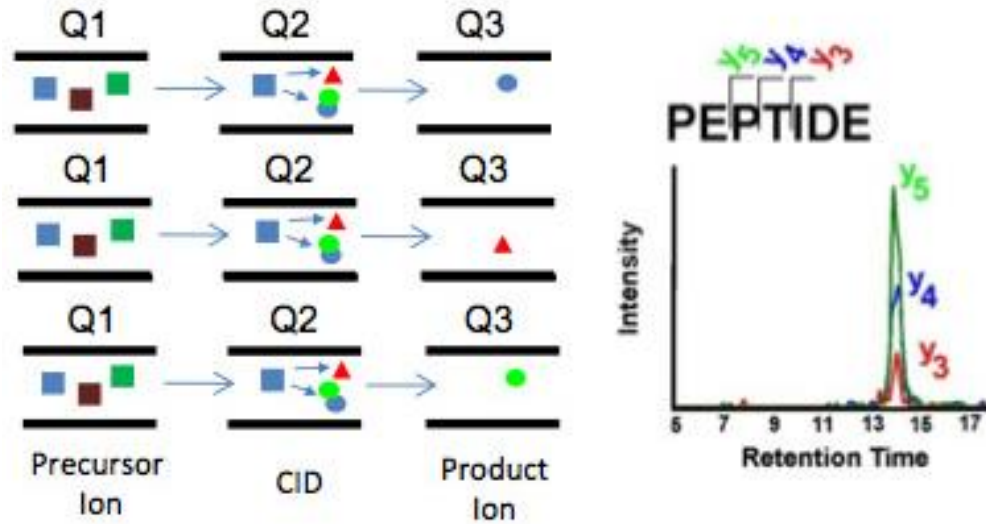 Q1 Q2 Q3
Q1 Q2 Q3
Q1 Q2 Q3
Precursor
Ion
CID
Product
Ion
y5 y4 y3
PEPTIDE
Intensity
y5
y4
y3
5 7 9 11 13 15 17
Retention Time